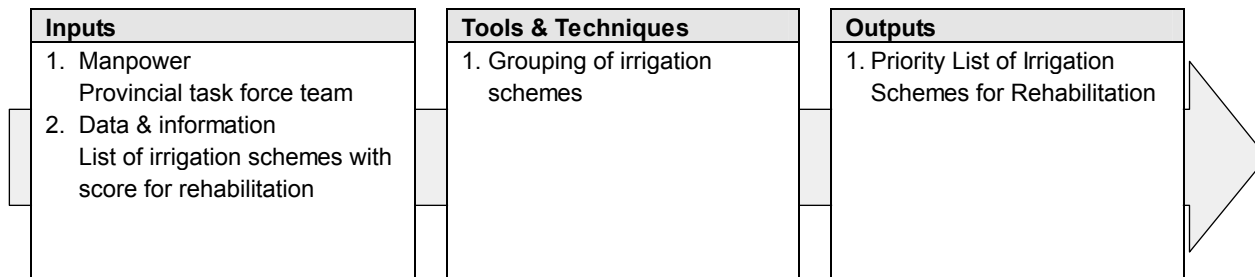 Inputs
1. Manpower
Provincial task force team
2. Data & information
List of irrigation schemes with
score for rehabilitation
Tools & Techniques
1. Grouping of irrigation
schemes
Outputs
1. Priority List of Irrigation
Schemes for Rehabilitation